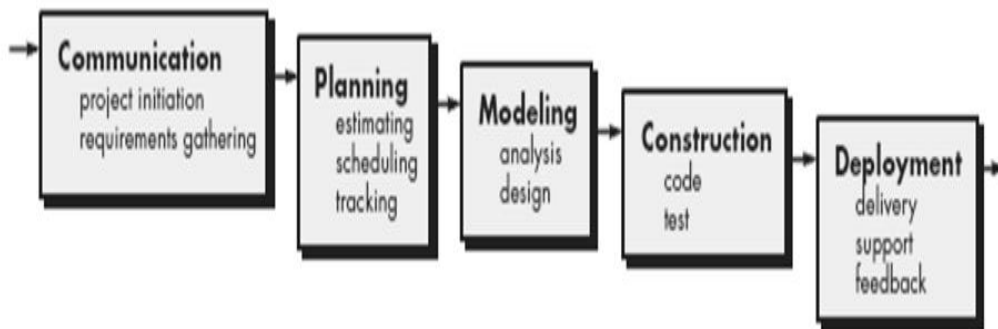 Communication
project initiation
requirements gathering
Planning
estimating
scheduling
tracking
Modeling
analysis
design
Construction
code
test
Deployment
delivery
support
feedback